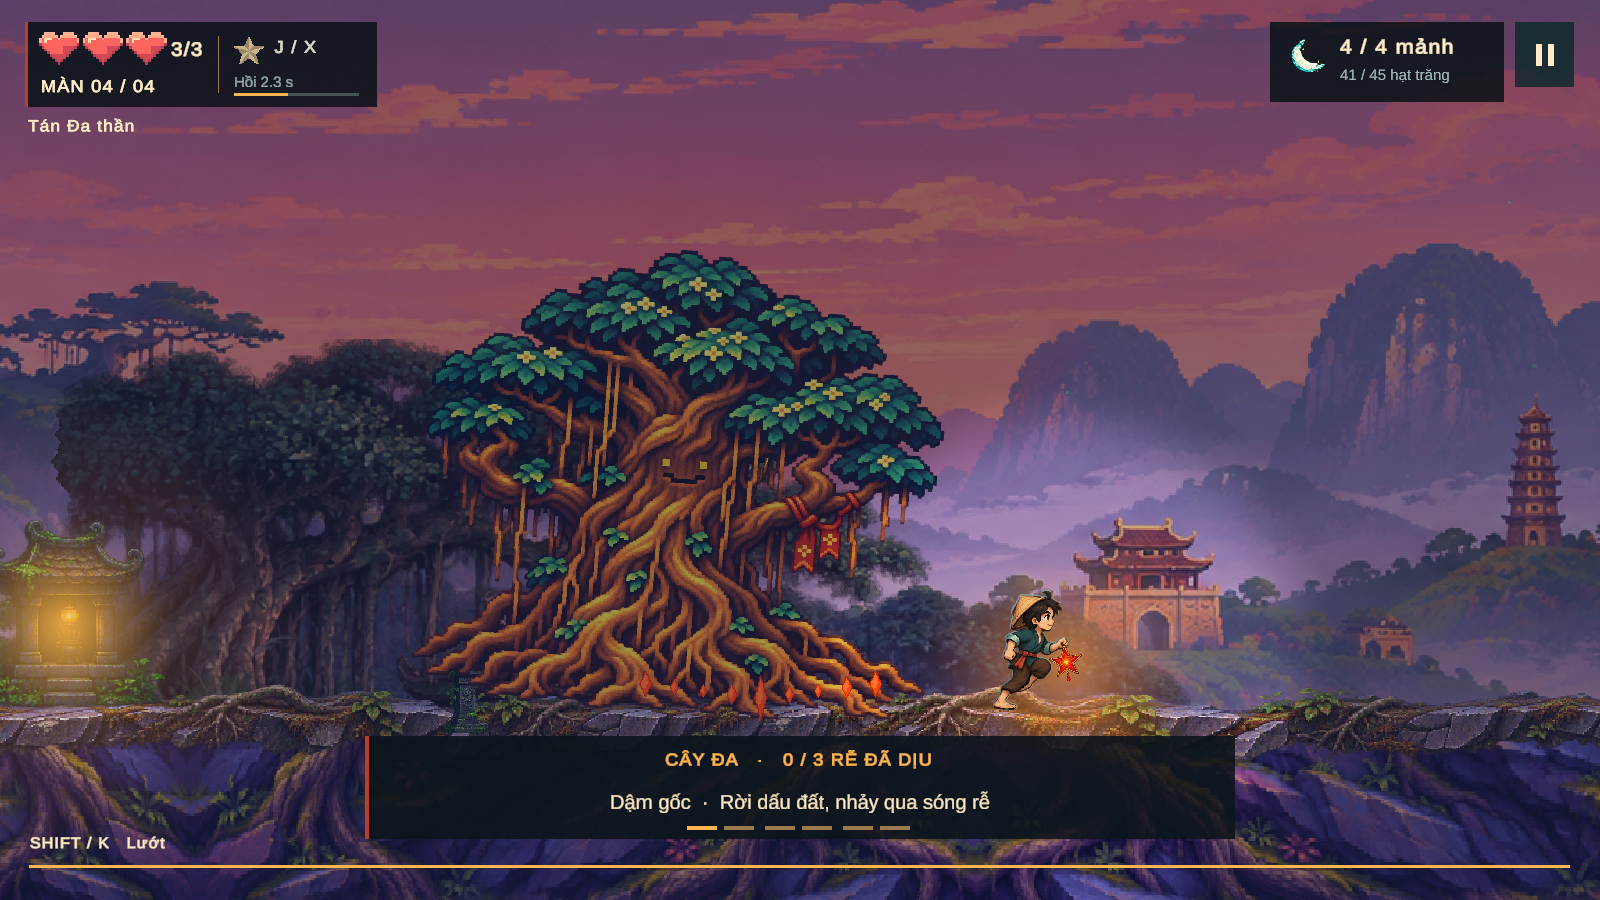 3/3
J / X
MÀN 04 / 04
Hồi 2.3 s
Tán Đa thần
4 / 4 mảnh
41 / 45 hạt trăng
CÂY ĐA · 0 / 3 RỄ ĐÃ DỊU
Dậm gốc · Rời dấu đất, nhảy qua sóng rễ
SHIFT / K Lướt